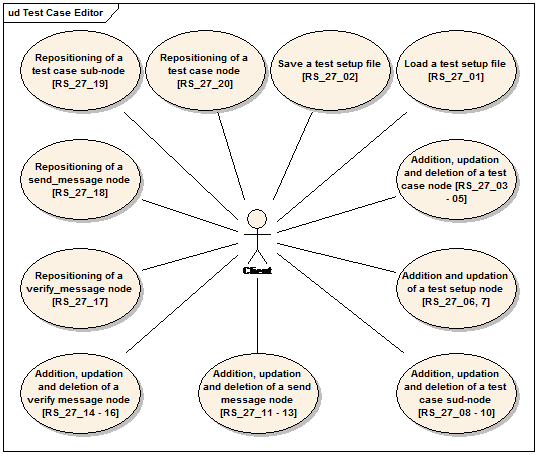 ud Test Case Editor
Repositioning of a
test case sub-node
[RS_27_19]
Repositioning of a
test case node
[RS_27_20]
Save a test setup file
[RS_27_02]
Load a test setup file
[RS_27_01]
Repositioning of a
send_message node
[RS_27_18]
Addition, updation
and deletion of a test
case node [RS_27_03
- 05]
Client
Repositioning of a
verify_message node
[RS_27_17]
Addition and updation
of a test setup node
[RS_27_06, 7]
Addition, updation
and deletion of a
verify message node
[RS_27_14 - 16]
Addition, updation
and deletion of a send
message node
[RS_27_11 - 13]
Addition, updation
and deletion of a test
case sub-node
[RS_27_08 - 10]